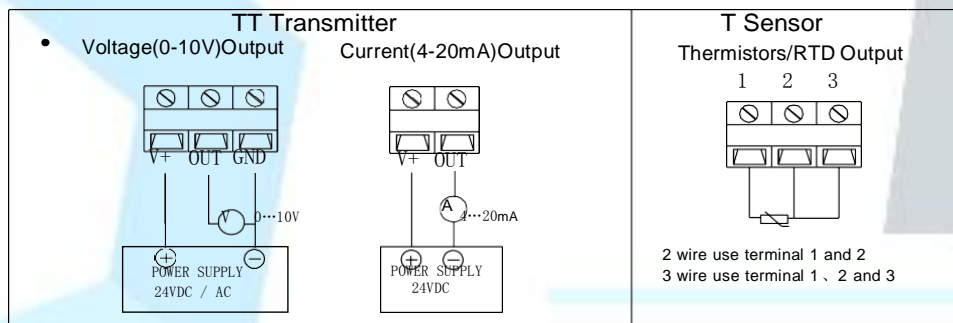 TT Transmitter
T Sensor
Voltage(0-10V)Output
Current(4-20mA)Output
Thermistors/RTD Output
1 2 3
V+ OUT GND
V+ OUT
V 0···10V
A 4···20mA
POWER SUPPLY
24VDC / AC
POWER SUPPLY
24VDC
2 wire use terminal 1 and 2
3 wire use terminal 1 、2 and 3